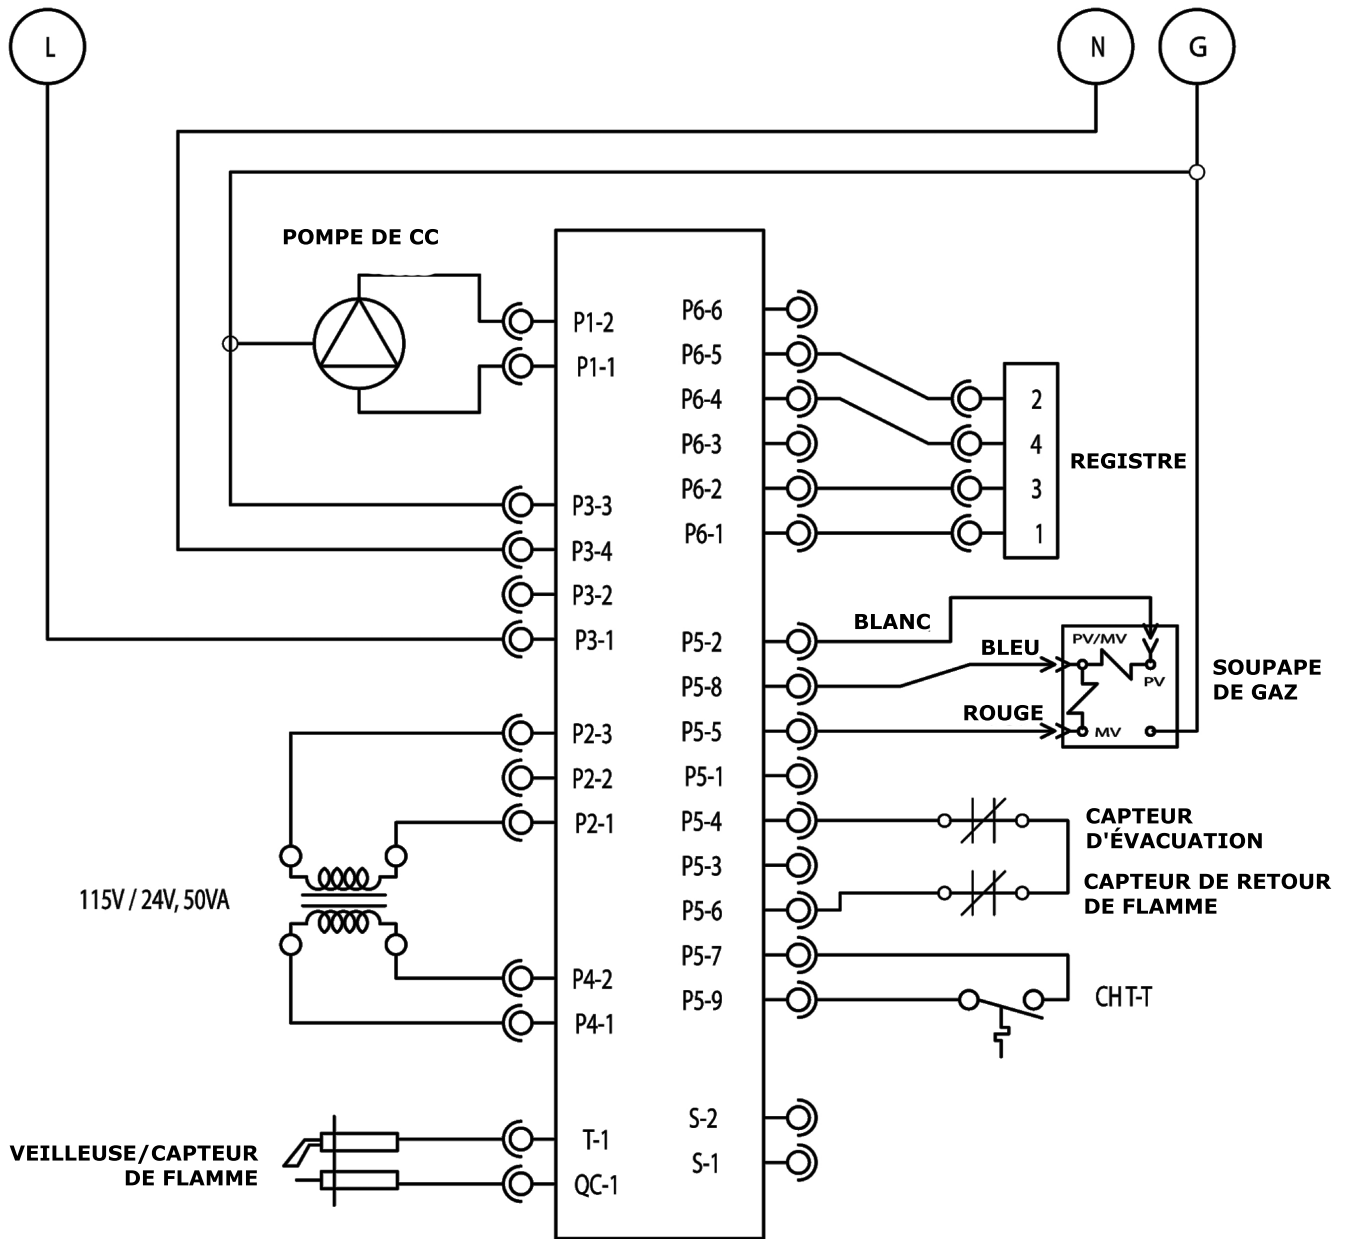 L
N
G
POMPE DE CC
P1-2
P1-1
P3-3
P3-4
P3-2
P3-1
P2-3
P2-2
P2-1
115V / 24V, 50VA
P4-2
P4-1
VEILLEUSE/CAPTEUR
DE FLAMME
T-1
QC-1
P6-6
P6-5
P6-4
P6-3
P6-2
P6-1
2
4
3
1
REGISTRE
P5-2
P5-8
P5-5
P5-1
P5-4
P5-3
P5-6
P5-7
P5-9
S-2
S-1
BLANC
BLEU
ROUGE
PV/MV
PV
MV
SOUPAPE
DE GAZ
CAPTEUR
D'ÉVACUATION
CAPTEUR DE RETOUR
DE FLAMME
CH T-T